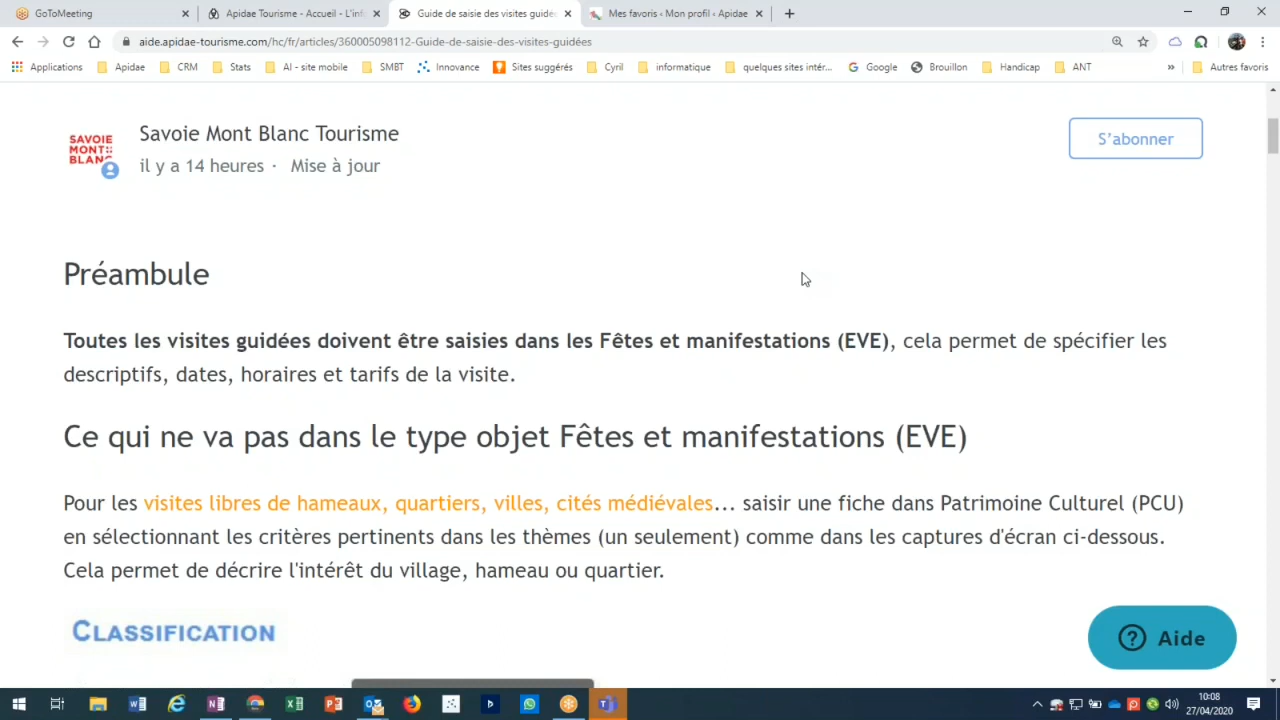 GoToMeeting
Apidae Tourisme - Accueil - L'inf
Guide de saisie des visites guidé
Mes favoris ‹ Mon profil ‹ Apidae
aide.apidae-tourisme.com/hc/fr/articles/360005098112-Guide-de-saisie-des-visites-guidées
Applications Apidae CRM Stats AI - site mobile SMBT Innovance Sites suggérés Cyril informatique quelques sites intér... Google Brouillon Handicap ANT » Autres favoris
SAVOIE
MONT
BLANC
Savoie Mont Blanc Tourisme
il y a 14 heures · Mise à jour
S'abonner
Préambule
Toutes les visites guidées doivent être saisies dans les Fêtes et manifestations (EVE), cela permet de spécifier les
descriptifs, dates, horaires et tarifs de la visite.
Ce qui ne va pas dans le type objet Fêtes et manifestations (EVE)
Pour les visites libres de hameaux, quartiers, villes, cités médiévales... saisir une fiche dans Patrimoine Culturel (PCU)
en sélectionnant les critères pertinents dans les thèmes (un seulement) comme dans les captures d'écran ci-dessous.
Cela permet de décrire l'intérêt du village, hameau ou quartier.
CLASSIFICATION
? Aide
10:08
27/04/2020